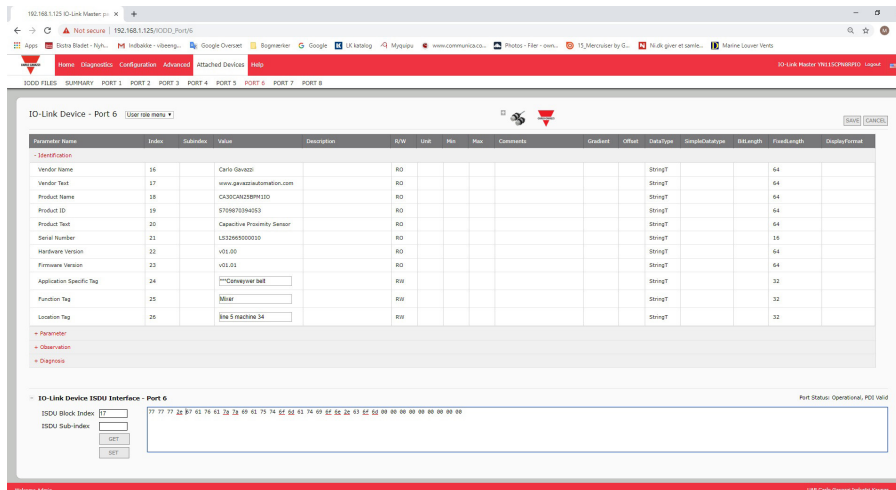 192.168.1.125 IO-Link Master: po
Not secure | 192.168.1.125/IODD_Port/6
Apps Ekstra Bladet - Nyh... Indbakke - vibeeng... Google Oversæt Bogmærker Google LK katalog Myquipu www.communica.co... Photos - Filer - own... 15_Mercruiser by G... Ni.dk giver et samle... Marine Louver Vents
Home Diagnostics Configuration Advanced Attached Devices Help
IO-Link Master YN115CPN6RPIO Logout
IODD FILES SUMMARY PORT 1 PORT 2 PORT 3 PORT 4 PORT 5 PORT 6 PORT 7 PORT 8
IO-Link Device - Port 6 User role menu
SAVE CANCEL
Parameter Name Index Subindex Value Description R/W Unit Min Max Comments Gradient Offset DataType SimpleDatatype BitLength FixedLength DisplayFormat
- Identification
Vendor Name 16 Carlo Gavazzi RO StringT 64
Vendor Text 17 www.gavazziautomation.com RO StringT 64
Product Name 18 CA30CAN25BPM1IO RO StringT 64
Product ID 19 5709870394053 RO StringT 64
Product Text 20 Capacitive Proximity Sensor RO StringT 64
Serial Number 21 LS32665000010 RO StringT 16
Hardware Version 22 v01.00 RO StringT 64
Firmware Version 23 v01.01 RO StringT 64
Application Specific Tag 24 ***Conveywer belt RW StringT 32
Function Tag 25 Mixer RW StringT 32
Location Tag 26 line 5 machine 34 RW StringT 32
+ Parameter
+ Observation
+ Diagnosis
- IO-Link Device ISDU Interface - Port 6
Port Status: Operational, PDI Valid
ISDU Block Index 17
77 77 77 2e 67 61 76 61 7a 7a 69 61 75 74 6f 6d 61 74 69 6f 6e 2e 63 6f 6d 00 00 00 00 00 00 00 00
ISDU Sub-index
GET
SET